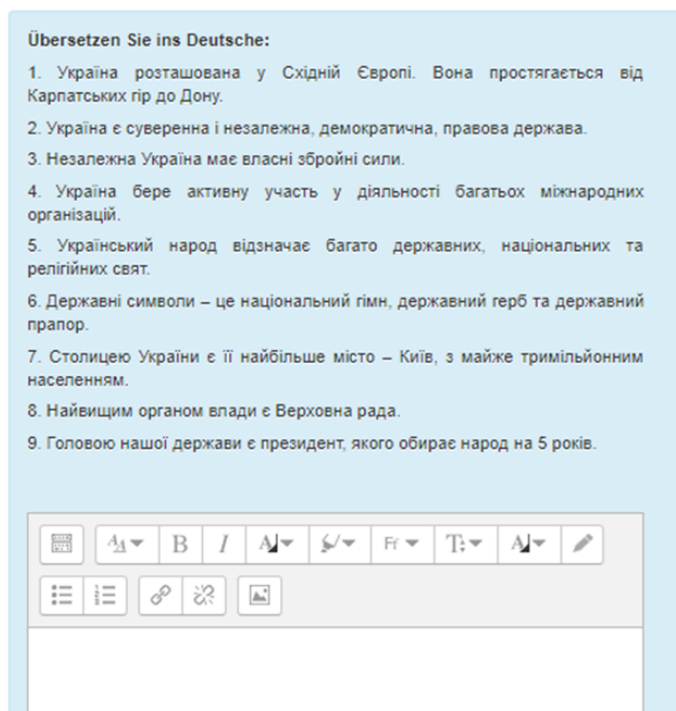 Übersetzen Sie ins Deutsche:
1. Україна розташована у Східній Європі. Вона простягається від
Карпатських гір до Дону.
2. Україна є суверенна і незалежна, демократична, правова держава.
3. Незалежна Україна має власні збройні сили.
4. Україна бере активну участь у діяльності багатьох міжнародних
організацій.
5. Український народ відзначає багато державних, національних та
релігійних свят.
6. Державні символи – це національний гімн, державний герб та державний
прапор.
7. Столицею України є її найбільше місто – Київ, з майже тримільйонним
населенням.
8. Найвищим органом влади є Верховна рада.
9. Головою нашої держави є президент, якого обирає народ на 5 років.